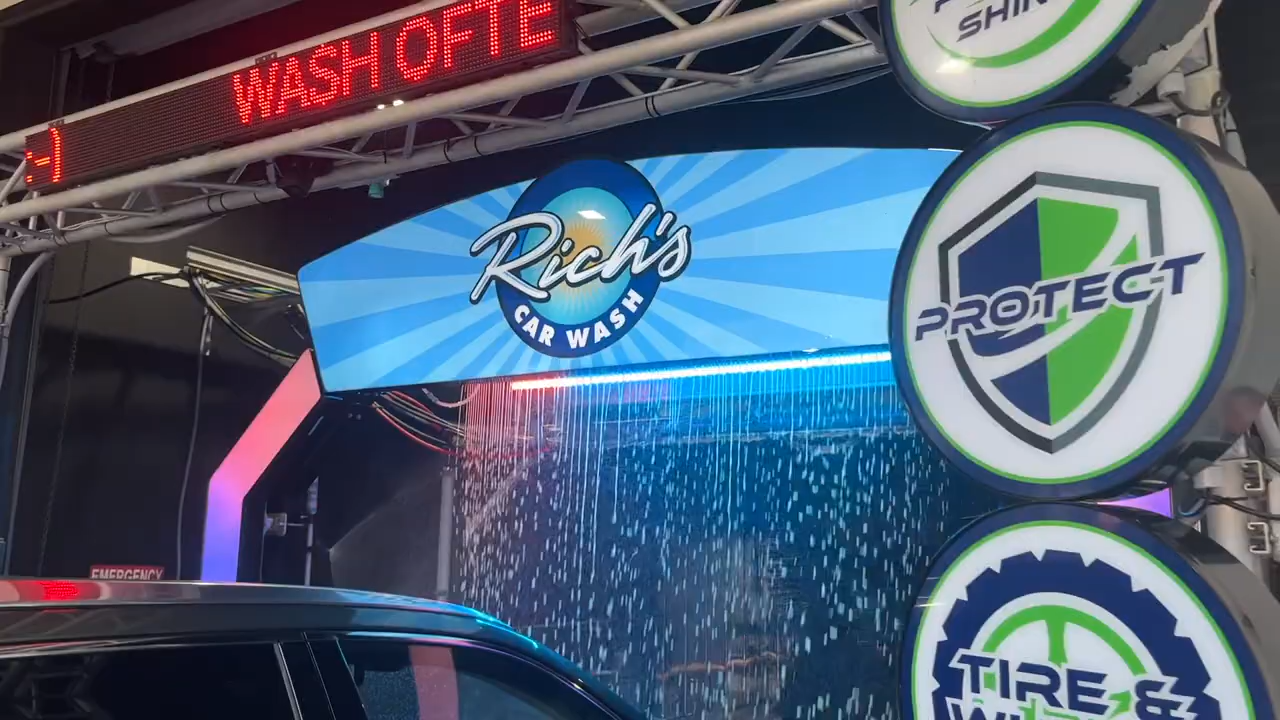 WASH OFTE
:-)
SHIN
Rich's
CAR WASH
PROTECT
EMERGENCY
TIRE &